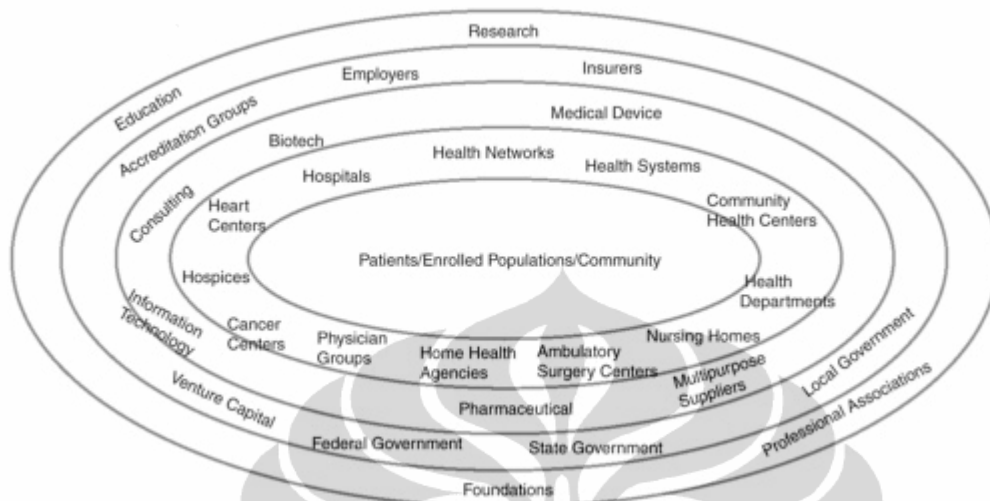 Research
Employers
Insurers
Education
Accreditation Groups
Medical Device
Biotech
Health Networks
Health Systems
Hospitals
Consulting
Heart
Centers
Community
Health Centers
Patients/Enrolled Populations/Community
Hospices
Health
Departments
Information
Technology
Cancer
Centers
Physician
Groups
Home Health
Agencies
Ambulatory
Surgery Centers
Nursing Homes
Multipurpose
Suppliers
Local Government
Venture Capital
Pharmaceutical
Professional Associations
Federal Government
State Government
Foundations